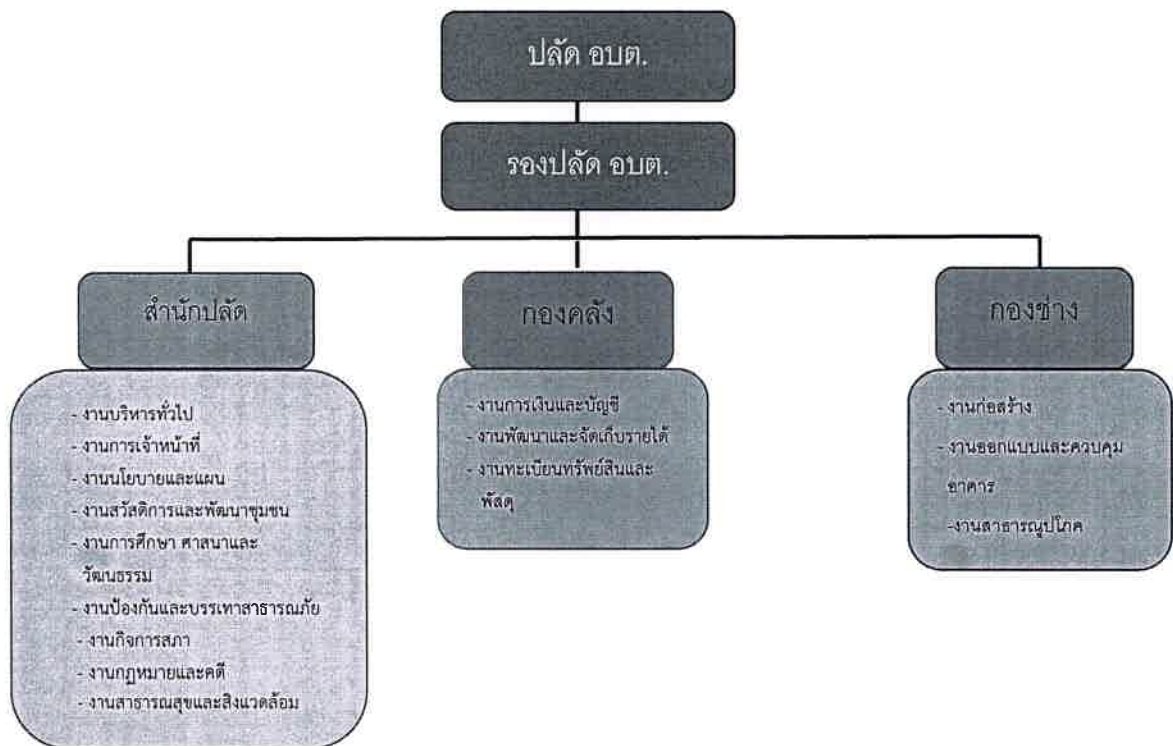 ปลัด อบต.
รองปลัด อบต.
สำนักปลัด
- งานบริหารทั่วไป
- งานการเจ้าหน้าที่
- งานนโยบายและแผน
- งานสวัสดิการและพัฒนาชุมชน
- งานการศึกษา ศาสนาและ
วัฒนธรรม
- งานป้องกันและบรรเทาสาธารณภัย
- งานกิจการสภา
- งานกฎหมายและคดี
- งานสาธารณสุขและสิ่งแวดล้อม
กองคลัง
- งานการเงินและบัญชี
- งานพัฒนาและจัดเก็บรายได้
- งานทะเบียนทรัพย์สินและ
พัสดุ
กองช่าง
- งานก่อสร้าง
- งานออกแบบและควบคุม
อาคาร
-งานสาธารณูปโภค